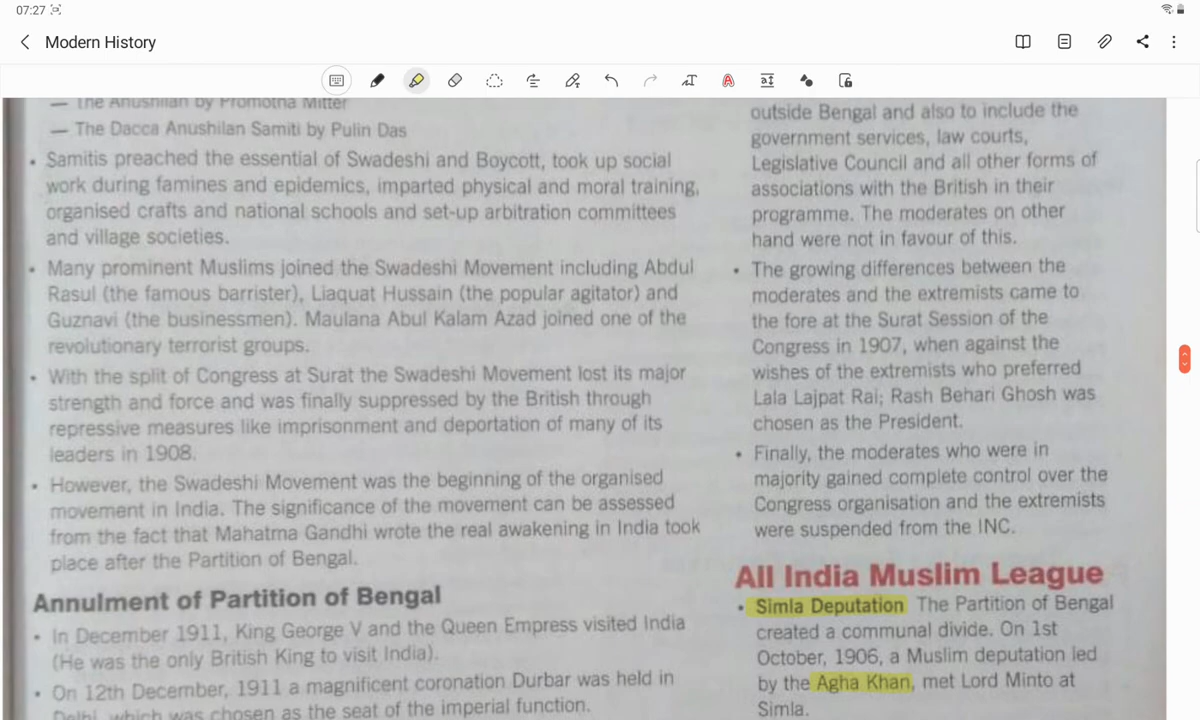 07:27
Modern History
— The Anushilan by Promotha Mitter
— The Dacca Anushilan Samiti by Pulin Das
• Samitis preached the essential of Swadeshi and Boycott, took up social
work during famines and epidemics, imparted physical and moral training,
organised crafts and national schools and set-up arbitration committees
and village societies.
• Many prominent Muslims joined the Swadeshi Movement including Abdul
Rasul (the famous barrister), Liaquat Hussain (the popular agitator) and
Guznavi (the businessmen). Maulana Abul Kalam Azad joined one of the
revolutionary terrorist groups.
• With the split of Congress at Surat the Swadeshi Movement lost its major
strength and force and was finally suppressed by the British through
repressive measures like imprisonment and deportation of many of its
leaders in 1908.
• However, the Swadeshi Movement was the beginning of the organised
movement in India. The significance of the movement can be assessed
from the fact that Mahatma Gandhi wrote the real awakening in India took
place after the Partition of Bengal.
Annulment of Partition of Bengal
• In December 1911, King George V and the Queen Empress visited India
(He was the only British King to visit India).
• On 12th December, 1911 a magnificent coronation Durbar was held in
Delhi, which was chosen as the seat of the imperial function.
outside Bengal and also to include the
government services, law courts,
Legislative Council and all other forms of
associations with the British in their
programme. The moderates on other
hand were not in favour of this.
• The growing differences between the
moderates and the extremists came to
the fore at the Surat Session of the
Congress in 1907, when against the
wishes of the extremists who preferred
Lala Lajpat Rai; Rash Behari Ghosh was
chosen as the President.
• Finally, the moderates who were in
majority gained complete control over the
Congress organisation and the extremists
were suspended from the INC.
All India Muslim League
• Simla Deputation The Partition of Bengal
created a communal divide. On 1st
October, 1906, a Muslim deputation led
by the Agha Khan, met Lord Minto at
Simla.